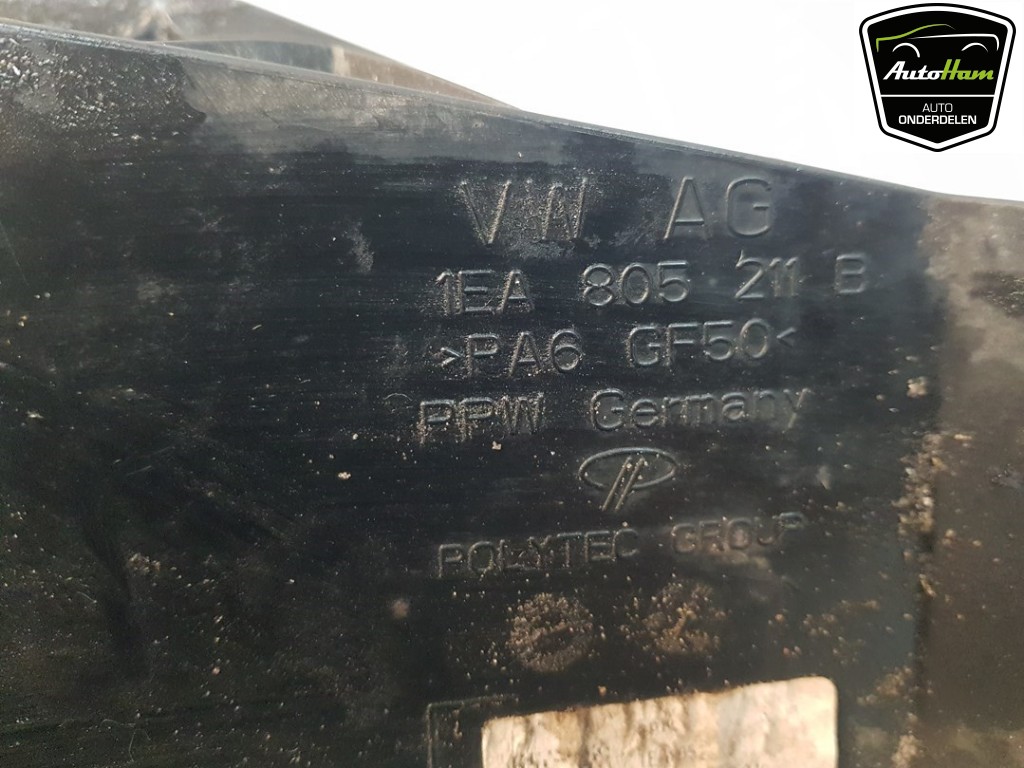 AutoHam
AUTO
ONDERDELEN
VW AG
1EA 805 211 B
>PA6 GF50<
PPW Germany
POLYTEC GROUP